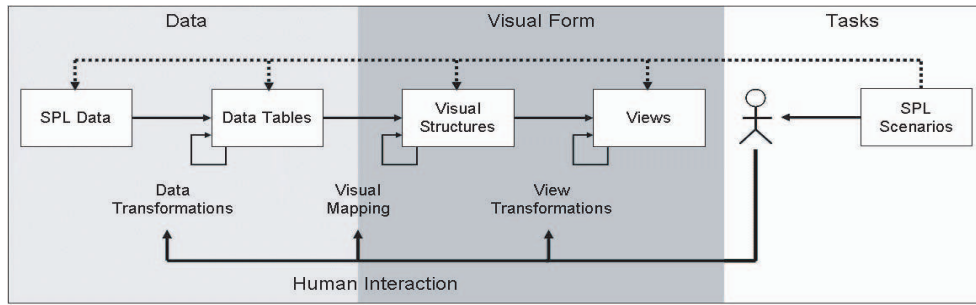 Data
Visual Form
Tasks
SPL Data
Data Tables
Visual
Structures
Views
SPL
Scenarios
Data
Transformations
Visual
Mapping
View
Transformations
Human Interaction